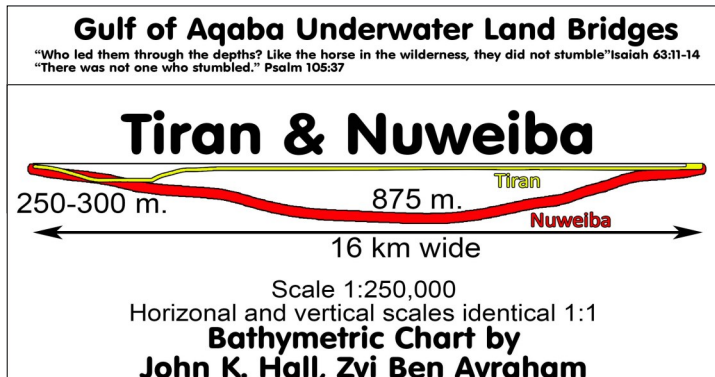 Gulf of Aqaba Underwater Land Bridges
“Who led them through the depths? Like the horse in the wilderness, they did not stumble”Isaiah 63:11-14
“There was not one who stumbled.” Psalm 105:37
Tiran & Nuweiba
Tiran
250-300 m.
875 m.
Nuweiba
16 km wide
Scale 1:250,000
Horizonal and vertical scales identical 1:1
Bathymetric Chart by
John K. Hall, Zvi Ben Avraham